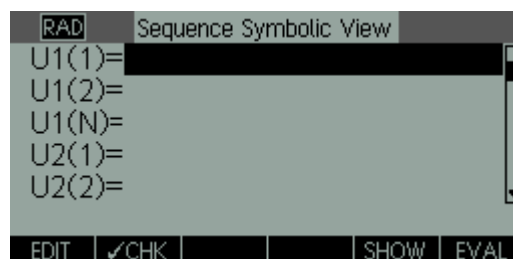 RAD Sequence Symbolic View
U1(1)=
U1(2)=
U1(N)=
U2(1)=
U2(2)=
EDIT ✓CHK SHOW EVAL